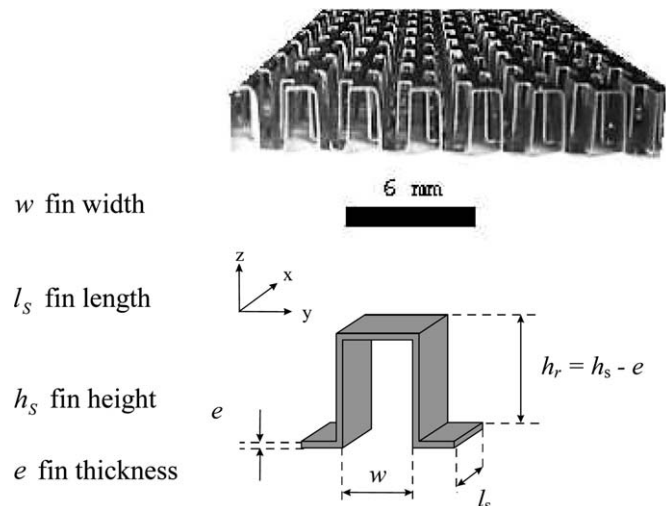 6 mm
w fin width
l_s fin length
h_s fin height
e fin thickness
z
x
y
e
w
l_s
h_r = h_s - e